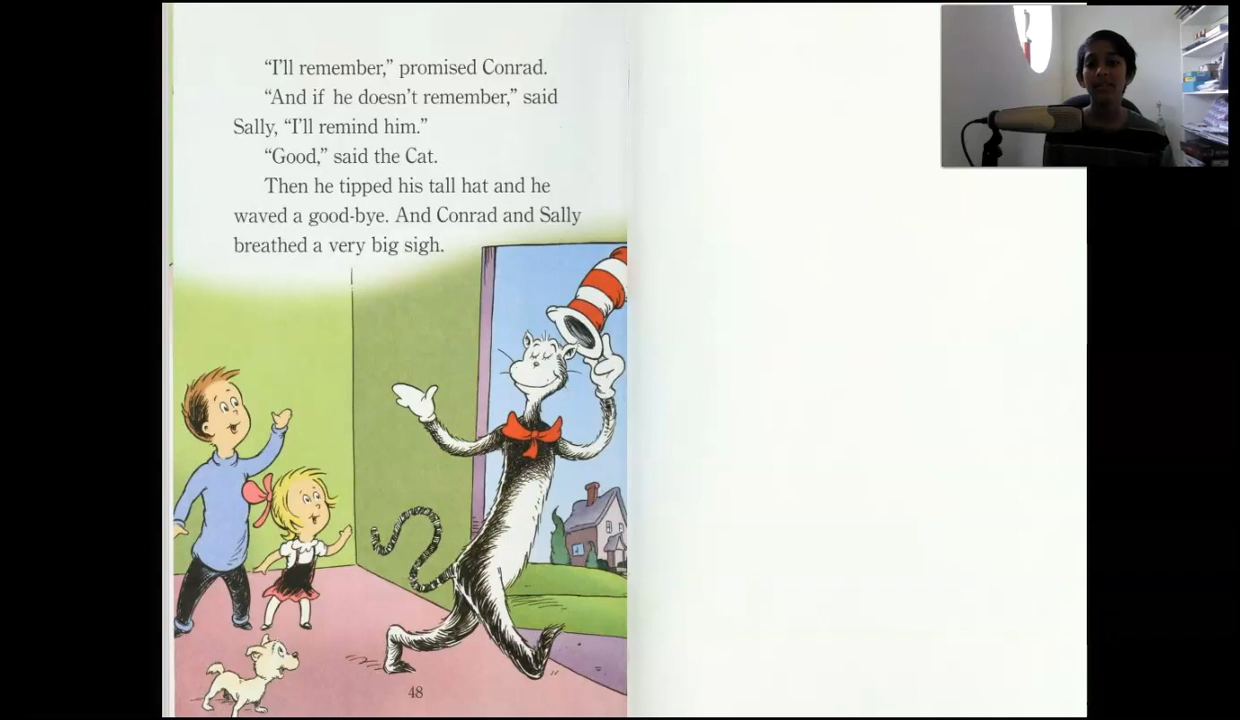 “I’ll remember,” promised Conrad.
“And if he doesn’t remember,” said
Sally, “I’ll remind him.”
“Good,” said the Cat.
Then he tipped his tall hat and he
waved a good-bye. And Conrad and Sally
breathed a very big sigh.
48